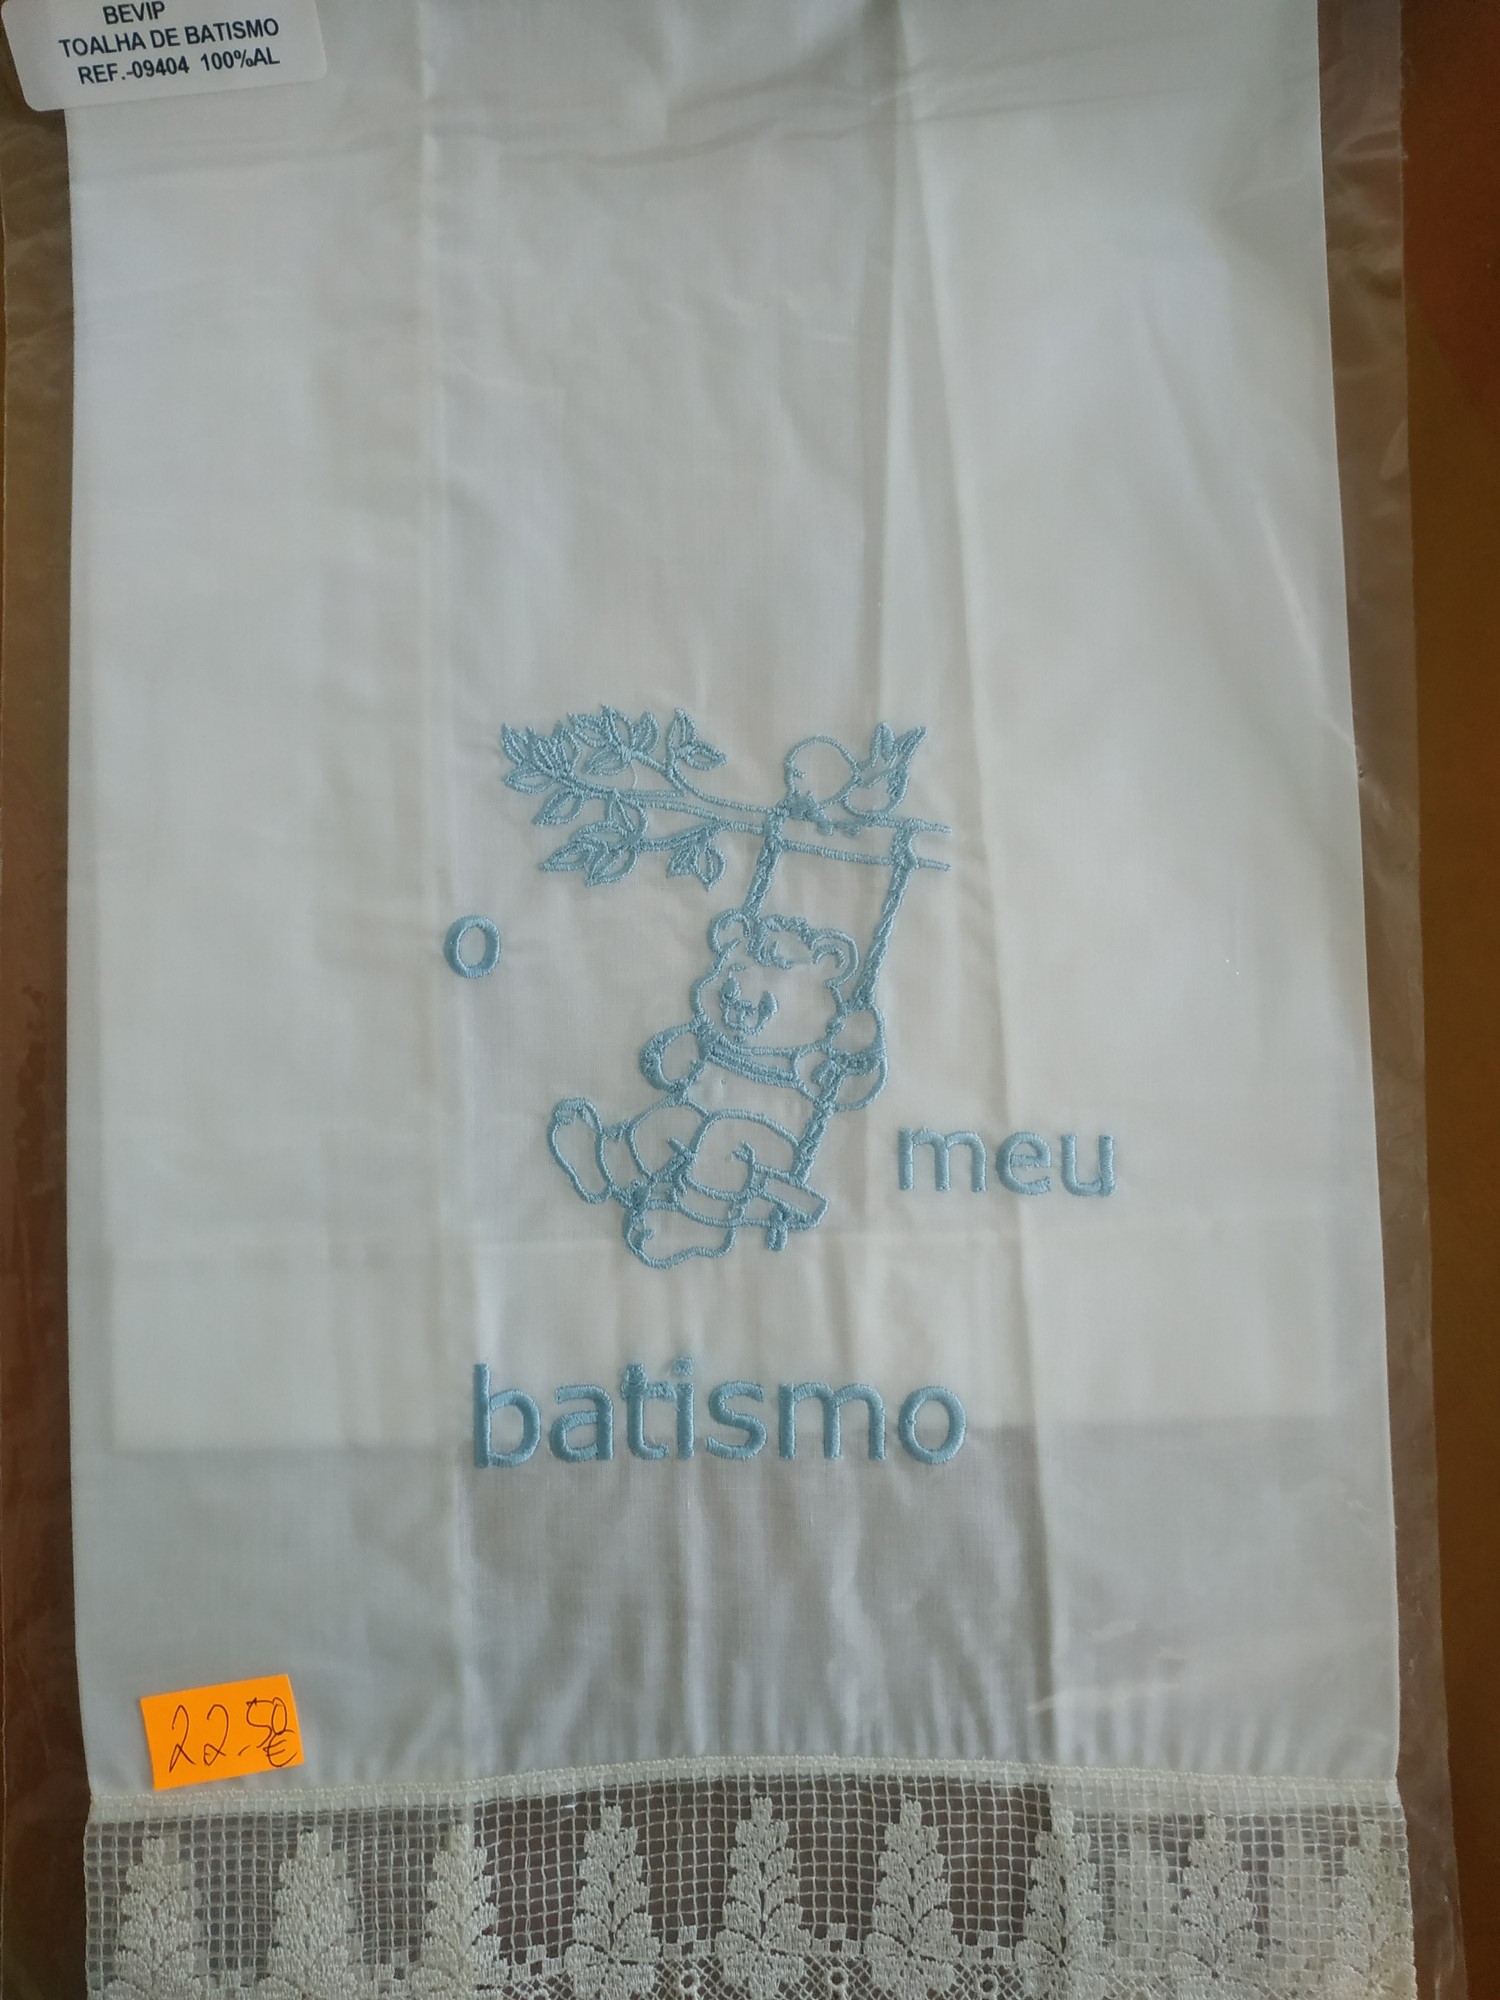 BEVIP
TOALHA DE BATISMO
REF.-09404 100%AL
o
meu
batismo
22.50
€